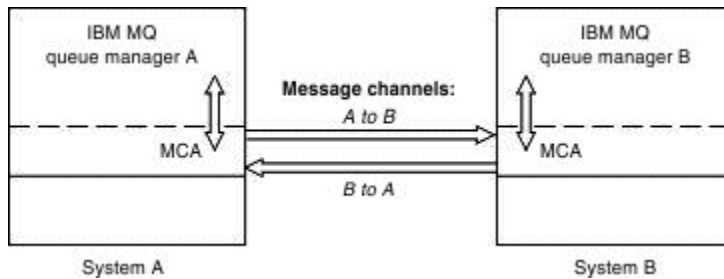 IBM MQ
queue manager A
MCA
System A
Message channels:
A to B
B to A
IBM MQ
queue manager B
MCA
System B